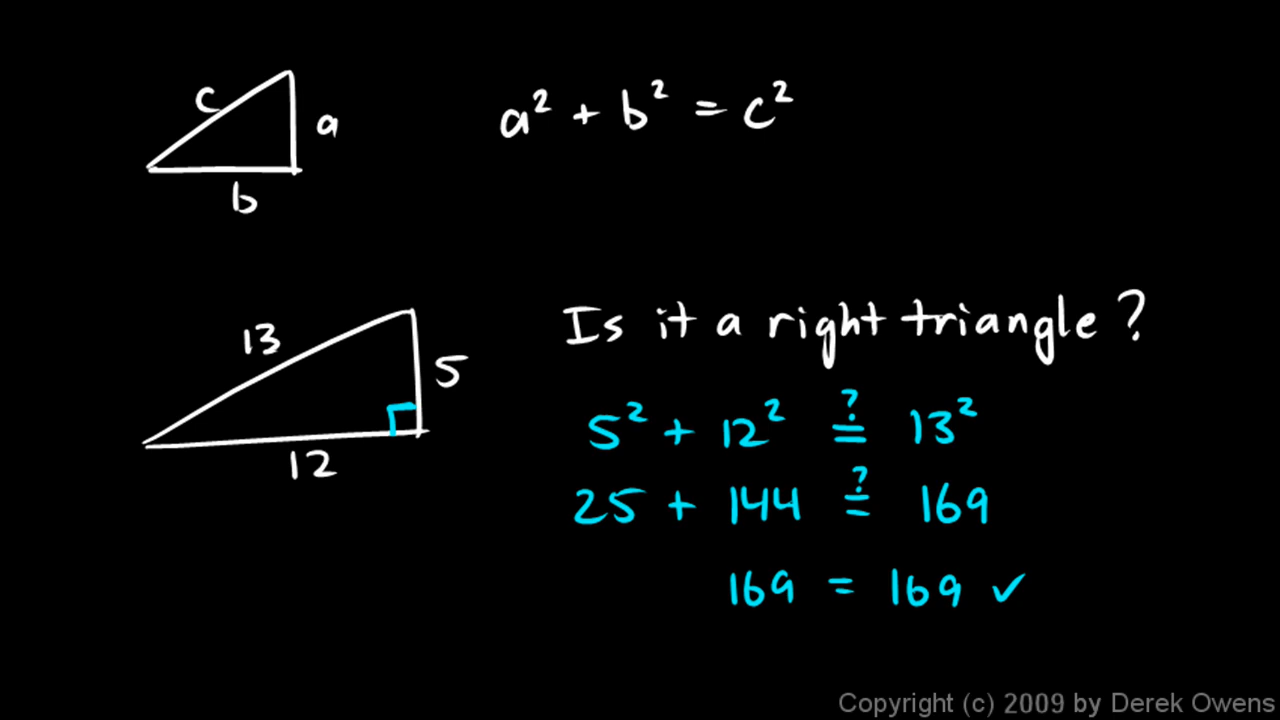 c
a
b
a² + b² = c²
13
5
12
Is it a right triangle?
5² + 12² ≟ 13²
25 + 144 ≟ 169
169 = 169 ✓
Copyright (c) 2009 by Derek Owens